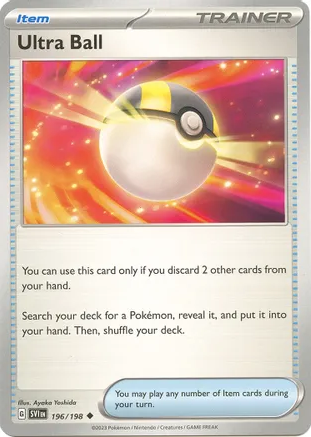 Item
TRAINER
Ultra Ball
You can use this card only if you discard 2 other cards from
your hand.
Search your deck for a Pokémon, reveal it, and put it into
your hand. Then, shuffle your deck.
Illus. Ayaka Yoshida
You may play any number of Item cards during
your turn.
G SVI EN 196/198
©2023 Pokémon / Nintendo / Creatures / GAME FREAK